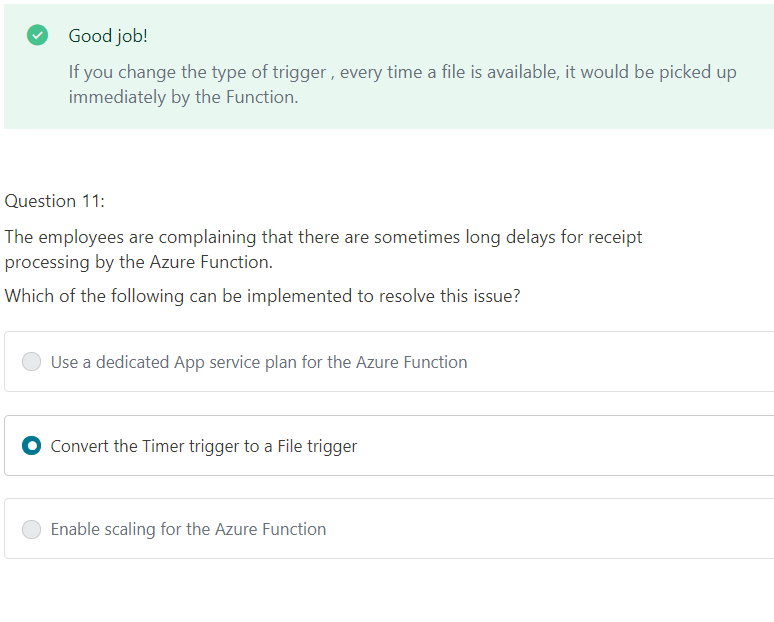 Good job!
If you change the type of trigger , every time a file is available, it would be picked up
immediately by the Function.
Question 11:
The employees are complaining that there are sometimes long delays for receipt
processing by the Azure Function.
Which of the following can be implemented to resolve this issue?
Use a dedicated App service plan for the Azure Function
Convert the Timer trigger to a File trigger
Enable scaling for the Azure Function